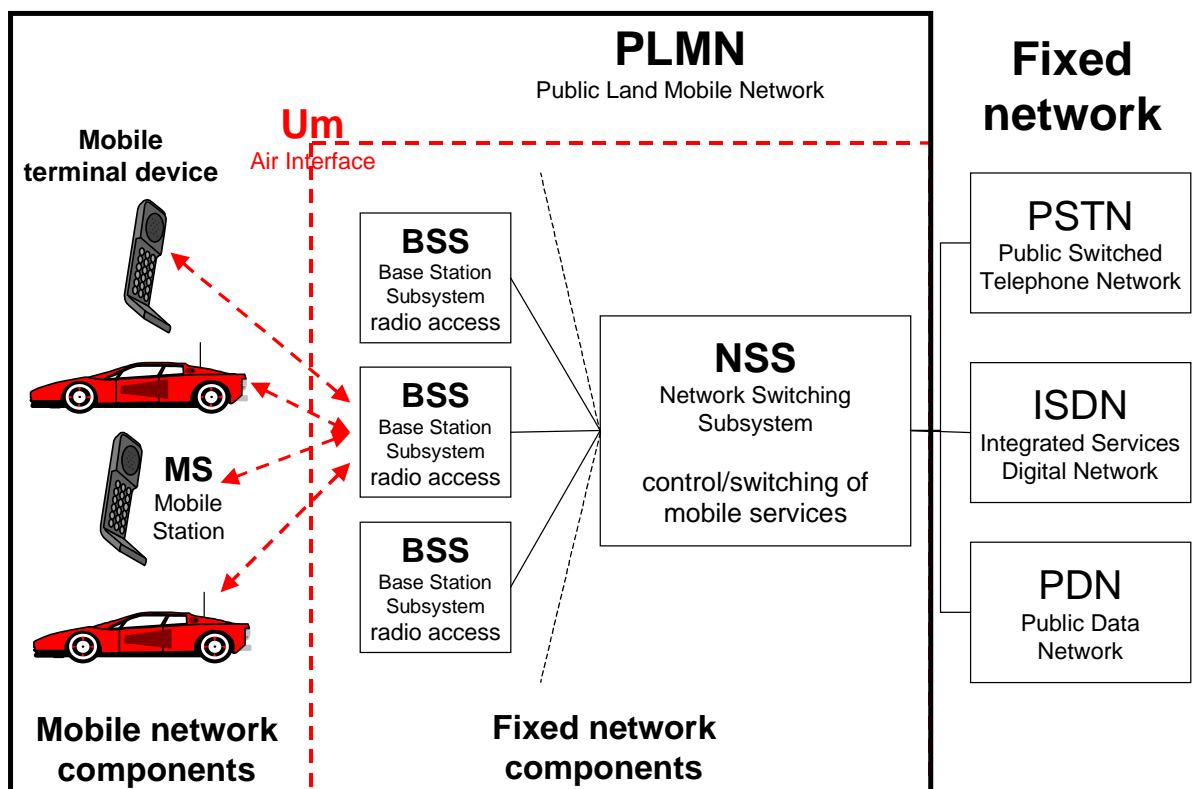 PLMN
Public Land Mobile Network
Fixed
network
Um
Air Interface
Mobile
terminal device
MS
Mobile
Station
BSS
Base Station
Subsystem
radio access
BSS
Base Station
Subsystem
radio access
BSS
Base Station
Subsystem
radio access
NSS
Network Switching
Subsystem
control/switching of
mobile services
PSTN
Public Switched
Telephone Network
ISDN
Integrated Services
Digital Network
PDN
Public Data
Network
Mobile network
components
Fixed network
components